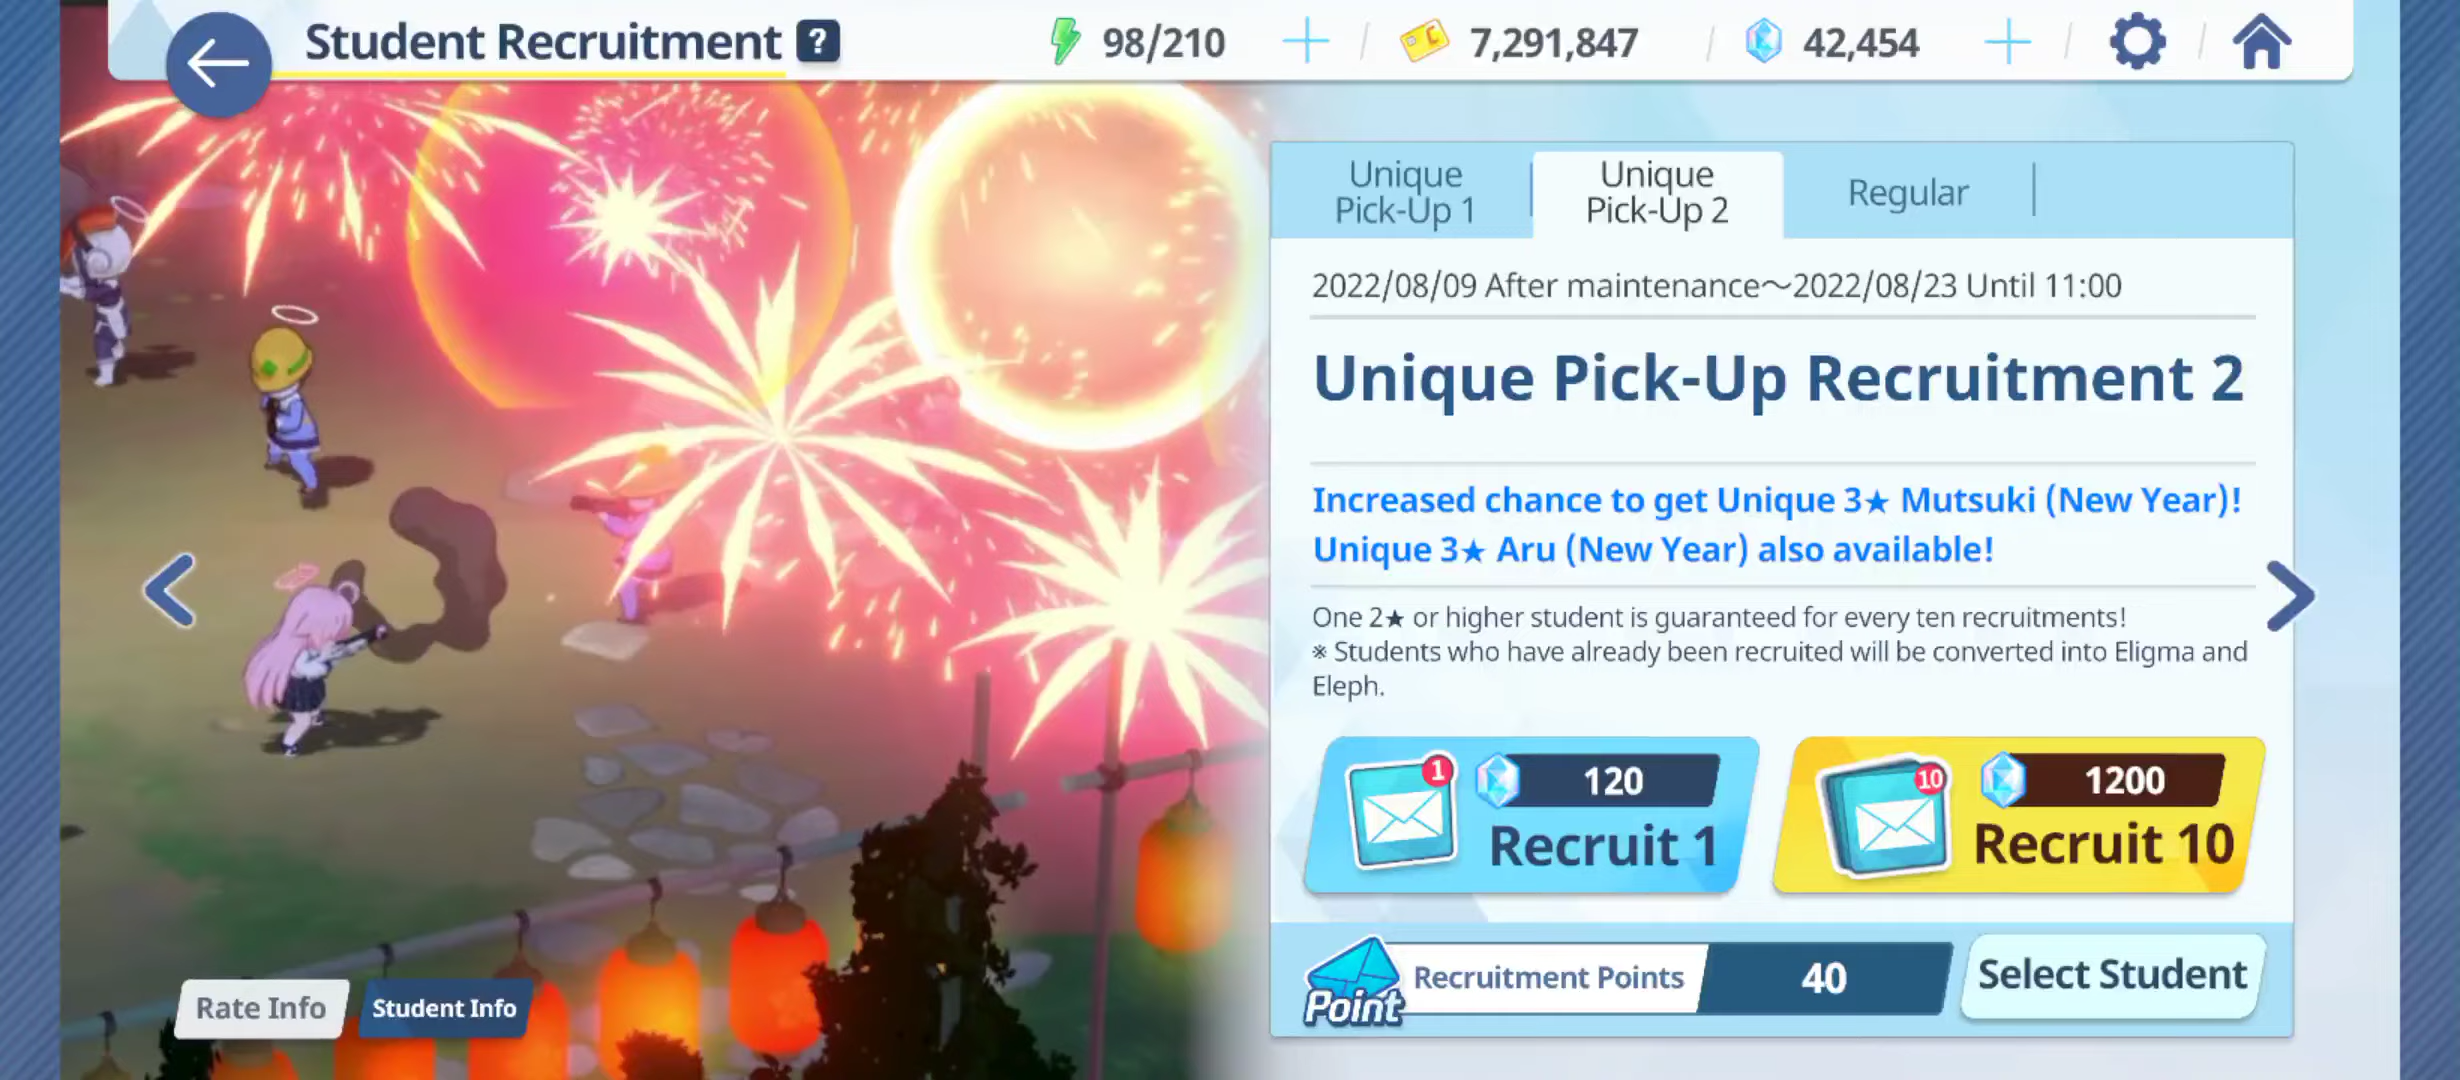 Student Recruitment ?
98/210
7,291,847
42,454
Unique
Pick-Up 1
Unique
Pick-Up 2
Regular
2022/08/09 After maintenance～2022/08/23 Until 11:00
Unique Pick-Up Recruitment 2
Increased chance to get Unique 3★ Mutsuki (New Year)!
Unique 3★ Aru (New Year) also available!
One 2★ or higher student is guaranteed for every ten recruitments!
※ Students who have already been recruited will be converted into Eligma and
Eleph.
1
120
Recruit 1
10
1200
Recruit 10
Point
Recruitment Points
40
Select Student
Rate Info
Student Info